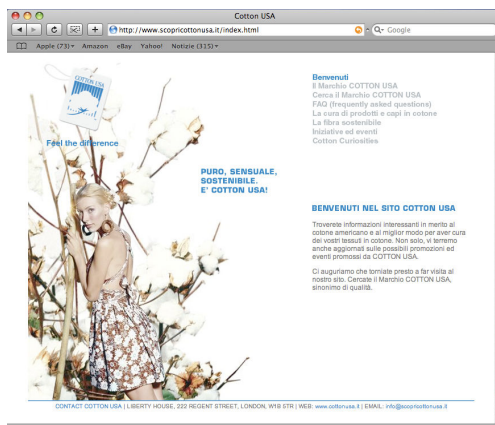 Cotton USA
http://www.scopricottonusa.it/index.html
Google
Apple (73) Amazon eBay Yahoo! Notizie (315)
COTTON USA
Feel the difference
Benvenuti
Il Marchio COTTON USA
Cerca il Marchio COTTON USA
FAQ (frequently asked questions)
La cura di prodotti e capi in cotone
La fibra sostenibile
Iniziative ed eventi
Cotton Curiosities
PURO, SENSUALE,
SOSTENIBILE.
E' COTTON USA!
BENVENUTI NEL SITO COTTON USA
Troverete informazioni interessanti in merito al
cotone americano e al miglior modo per aver cura
dei vostri tessuti in cotone. Non solo, vi terremo
anche aggiornati sulle possibili promozioni ed
eventi promossi da COTTON USA.
Ci auguriamo che torniate presto a far visita al
nostro sito. Cercate il Marchio COTTON USA,
sinonimo di qualità.
CONTACT COTTON USA | LIBERTY HOUSE, 222 REGENT STREET, LONDON, W1B 5TR | WEB: www.cottonusa.it | EMAIL: info@scopricottonusa.it